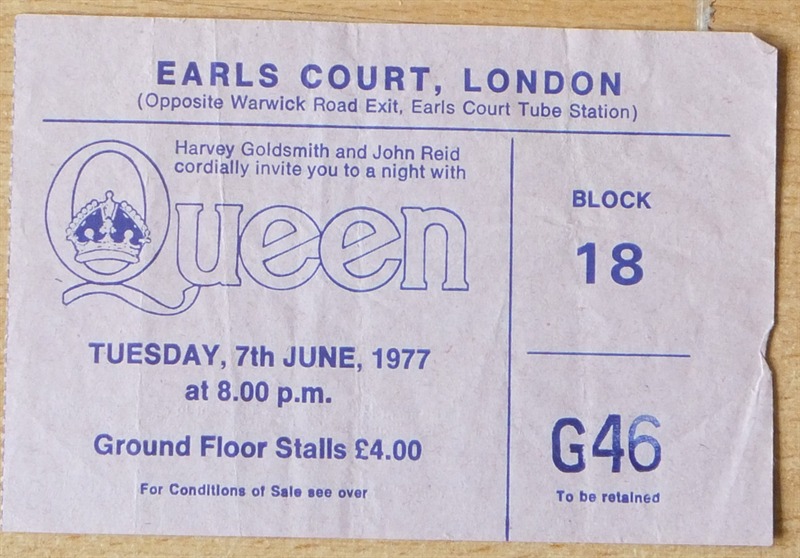 EARLS COURT, LONDON
(Opposite Warwick Road Exit, Earls Court Tube Station)
Harvey Goldsmith and John Reid
cordially invite you to a night with
Queen
TUESDAY, 7th JUNE, 1977
at 8.00 p.m.
Ground Floor Stalls £4.00
For Conditions of Sale see over
BLOCK
18
G46
To be retained